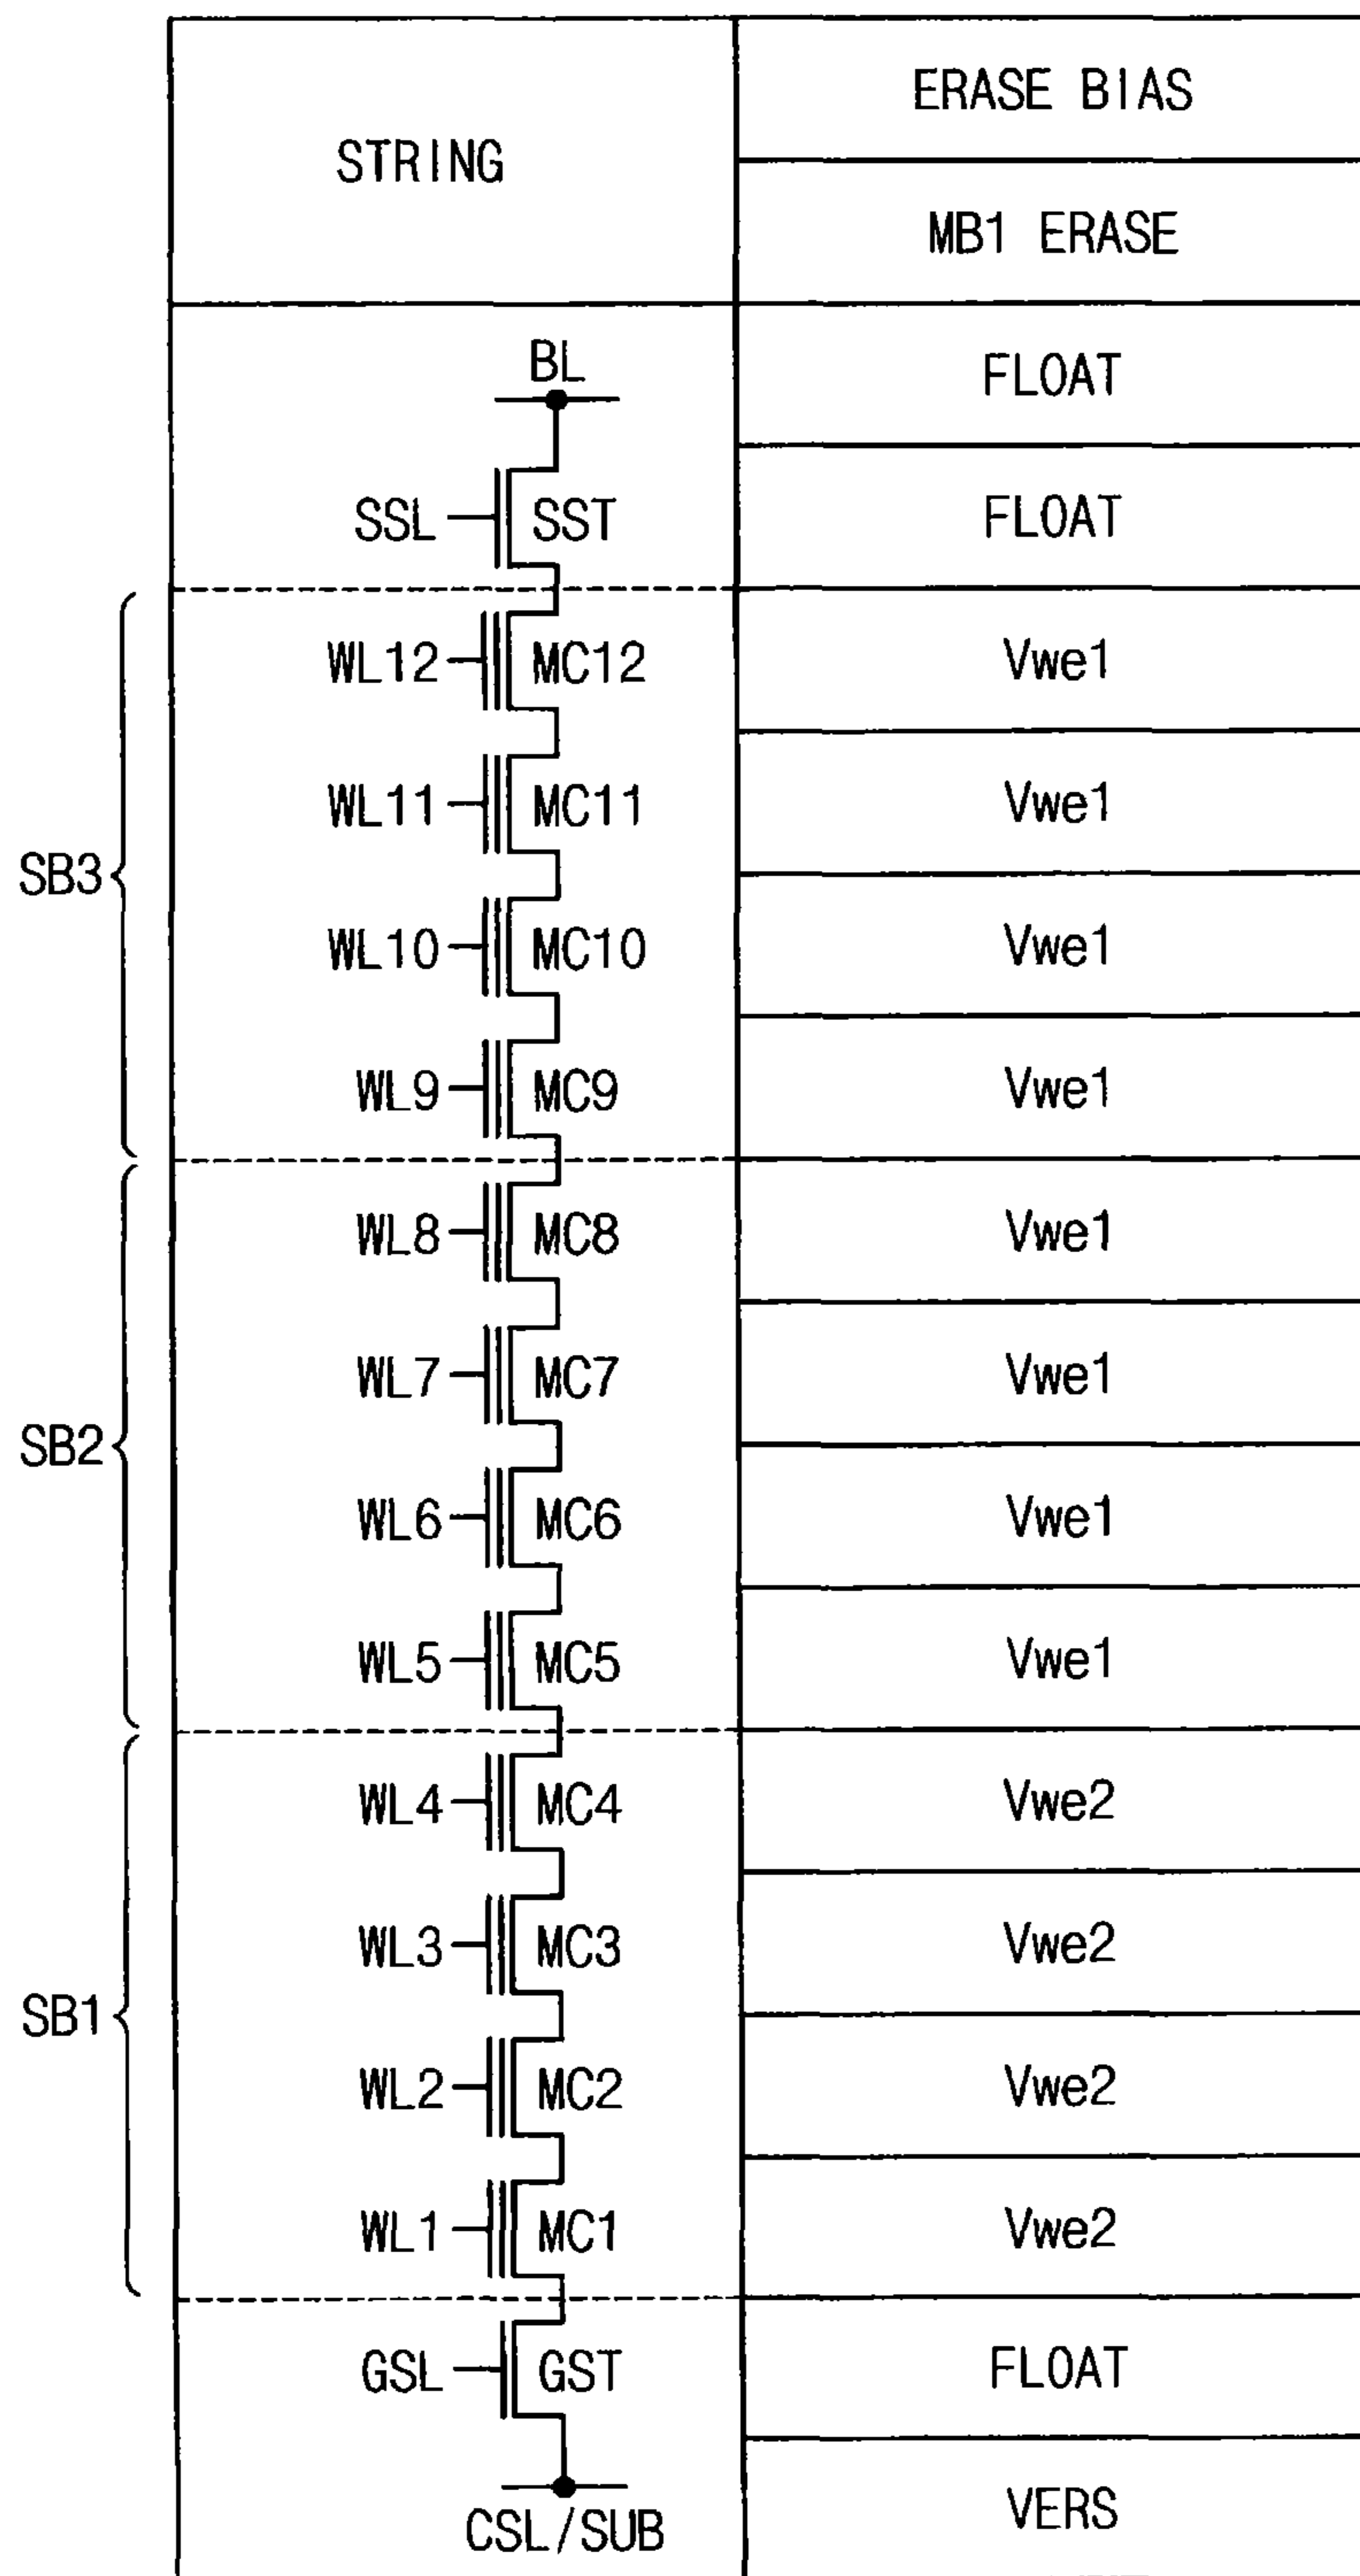 STRING
ERASE BIAS
MB1 ERASE
BL
FLOAT
SSL SST FLOAT
WL12 MC12 Vwe1
WL11 MC11 Vwe1
SB3
WL10 MC10 Vwe1
WL9 MC9 Vwe1
WL8 MC8 Vwe1
WL7 MC7 Vwe1
SB2
WL6 MC6 Vwe1
WL5 MC5 Vwe1
WL4 MC4 Vwe2
WL3 MC3 Vwe2
SB1
WL2 MC2 Vwe2
WL1 MC1 Vwe2
GSL GST FLOAT
CSL/SUB VERS